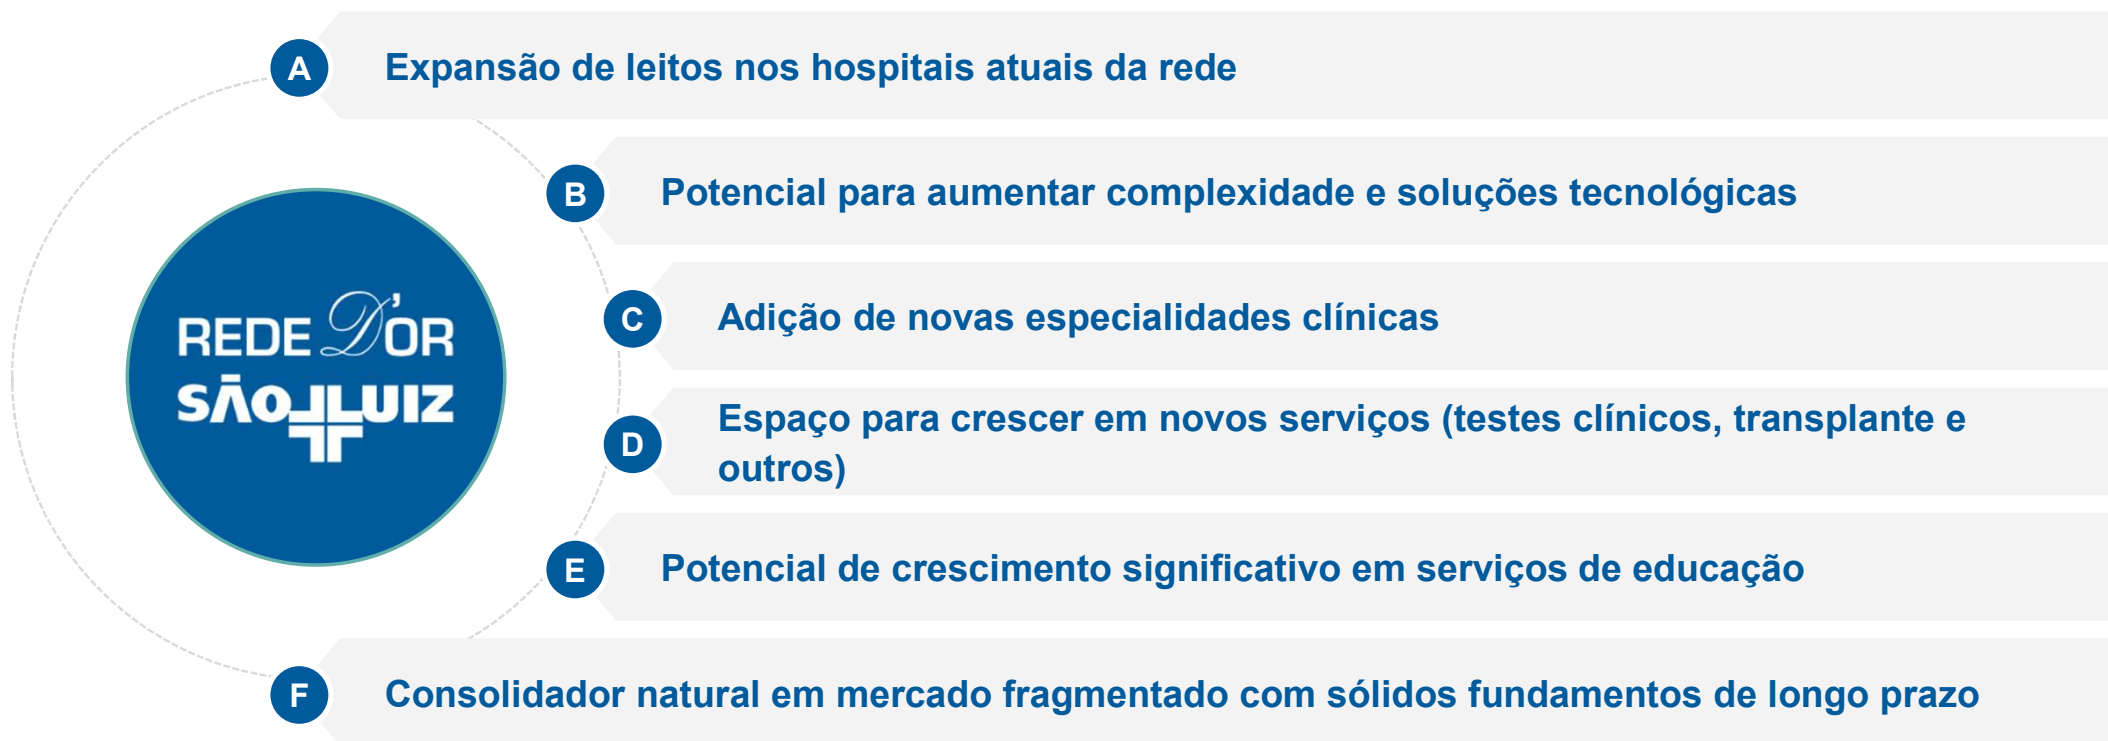 A
Expansão de leitos nos hospitais atuais da rede
B
Potencial para aumentar complexidade e soluções tecnológicas
REDE D'OR
SÃO LUIZ
C
Adição de novas especialidades clínicas
D
Espaço para crescer em novos serviços (testes clínicos, transplante e
outros)
E
Potencial de crescimento significativo em serviços de educação
F
Consolidador natural em mercado fragmentado com sólidos fundamentos de longo prazo